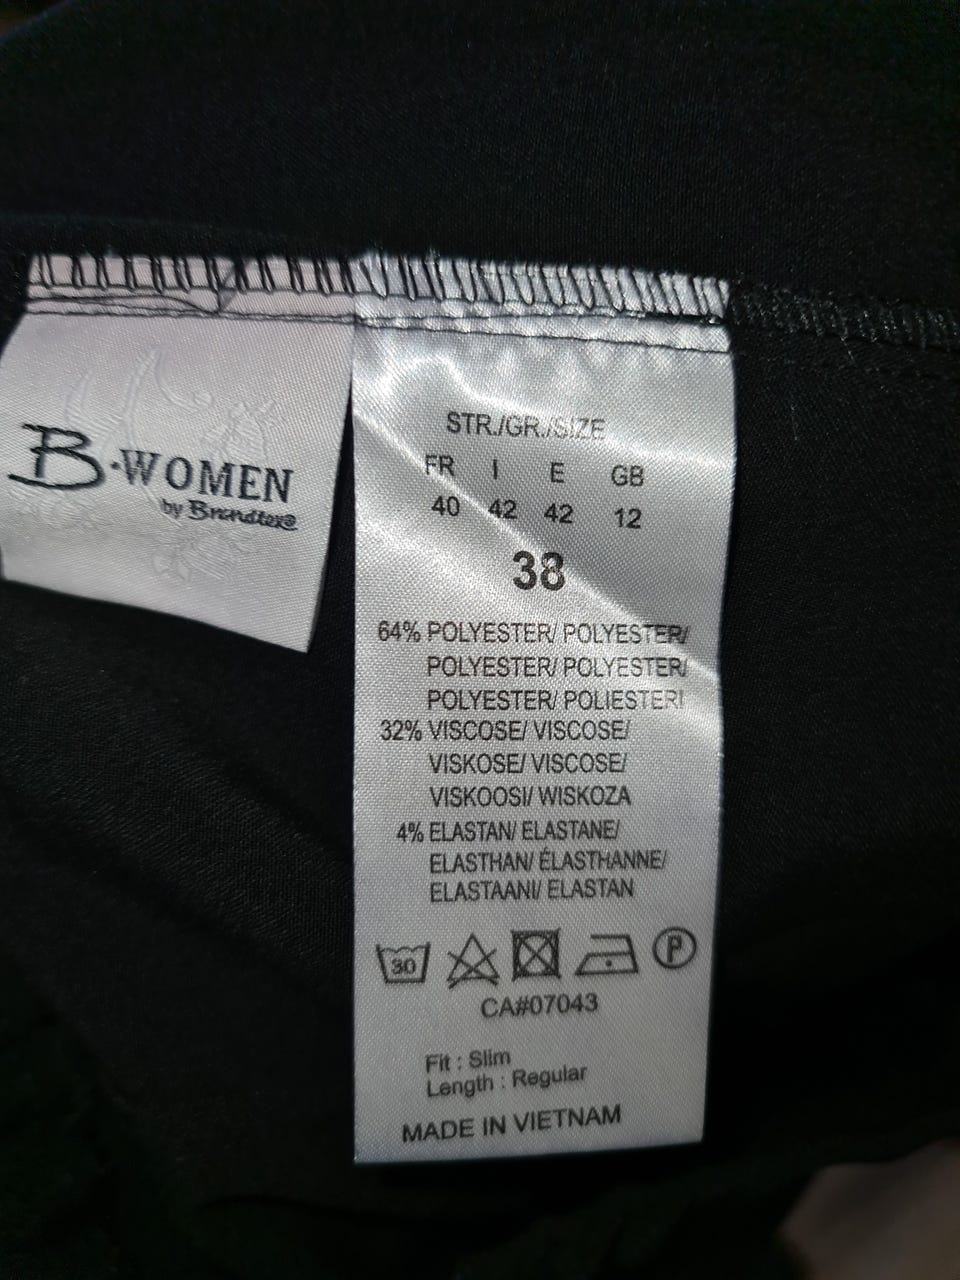 B·WOMEN
by Brandtex®
STR./GR./SIZE
FR I E GB
40 42 42 12
38
64% POLYESTER/ POLYESTER/
POLYESTER/ POLYESTER/
POLYESTER/ POLIESTERI
32% VISCOSE/ VISCOSE/
VISKOSE/ VISCOSE/
VISKOOSI/ WISKOZA
4% ELASTAN/ ELASTANE/
ELASTHAN/ ÉLASTHANNE/
ELASTAANI/ ELASTAN
30 P
CA#07043
Fit : Slim
Length : Regular
MADE IN VIETNAM